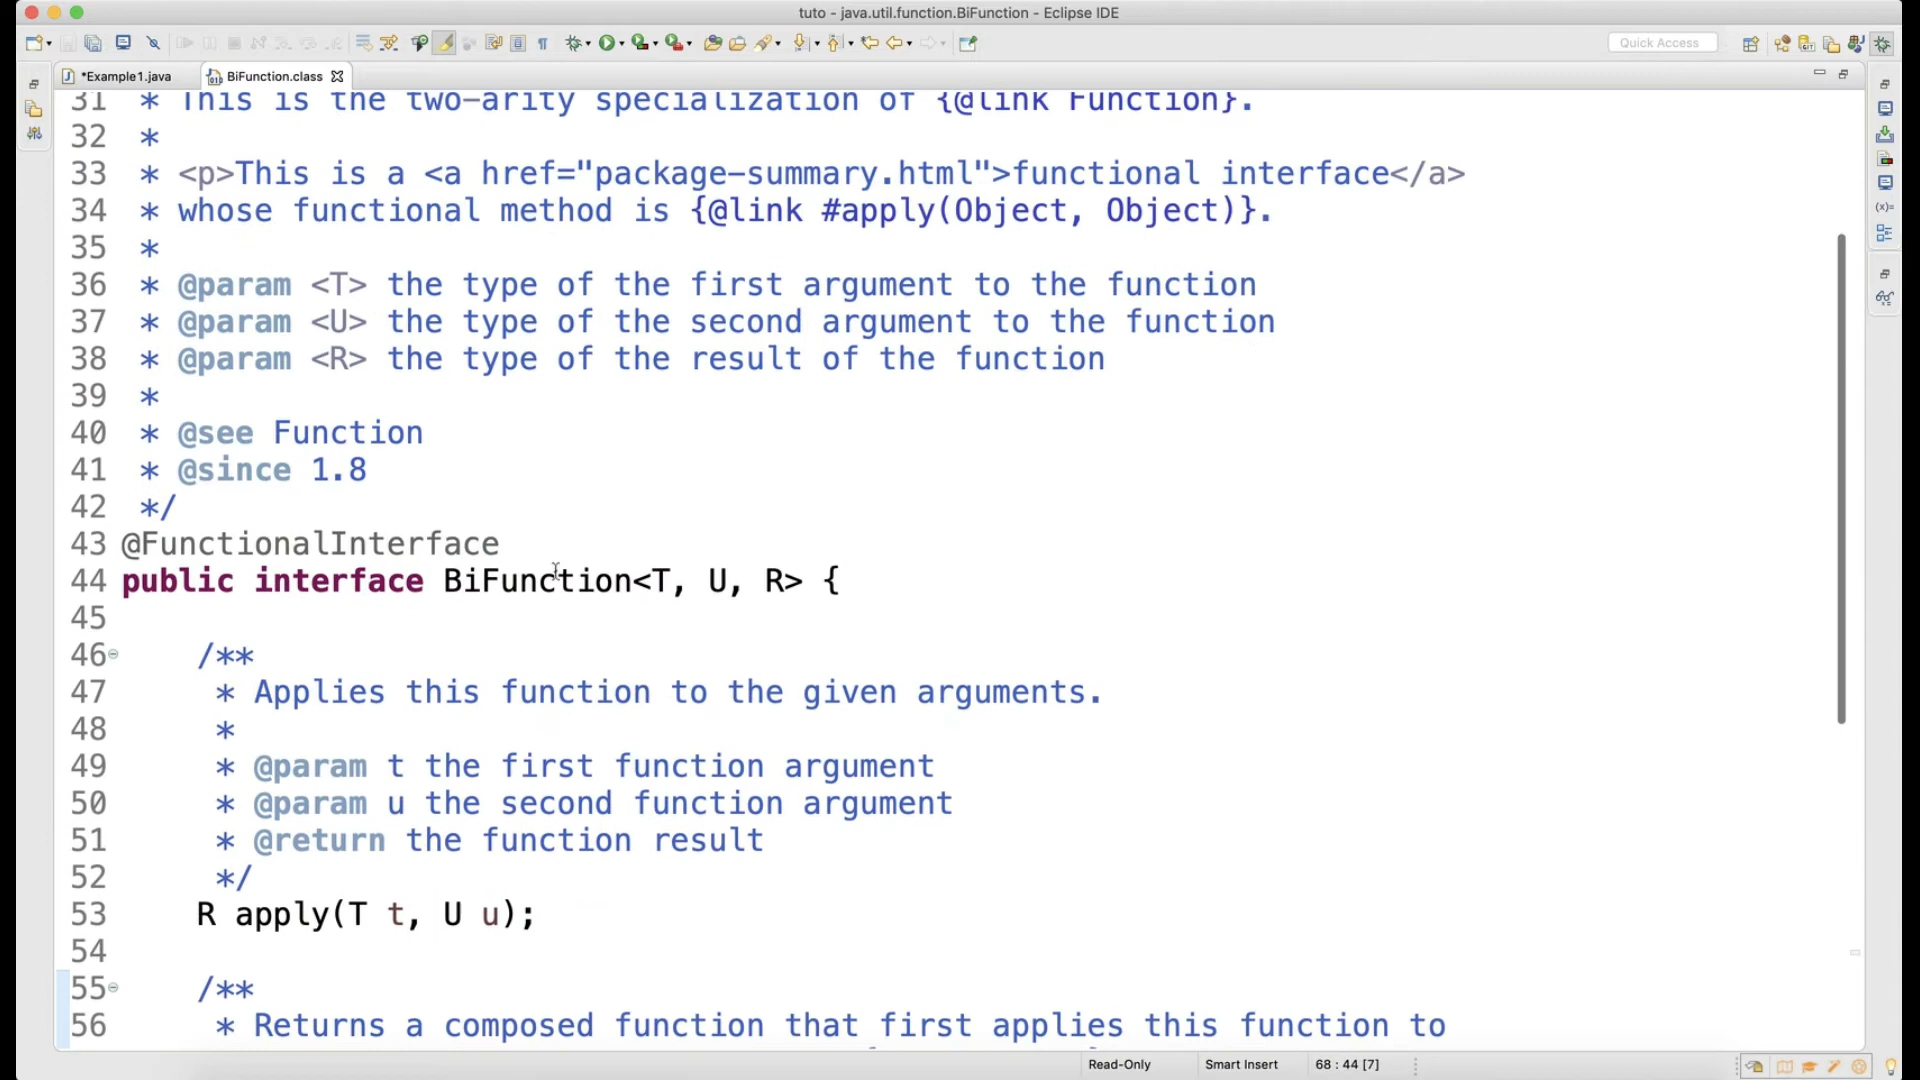 tuto - java.util.function.BiFunction - Eclipse IDE
Quick Access
*Example1.java
BiFunction.class
31 * This is the two-arity specialization of {@link Function}.
32 *
33 * <p>This is a <a href="package-summary.html">functional interface</a>
34 * whose functional method is {@link #apply(Object, Object)}.
35 *
36 * @param <T> the type of the first argument to the function
37 * @param <U> the type of the second argument to the function
38 * @param <R> the type of the result of the function
39 *
40 * @see Function
41 * @since 1.8
42 */
43 @FunctionalInterface
44 public interface BiFunction<T, U, R> {
45
46 /**
47 * Applies this function to the given arguments.
48 *
49 * @param t the first function argument
50 * @param u the second function argument
51 * @return the function result
52 */
53 R apply(T t, U u);
54
55 /**
56 * Returns a composed function that first applies this function to
Read-Only
Smart Insert
68 : 44 [7]